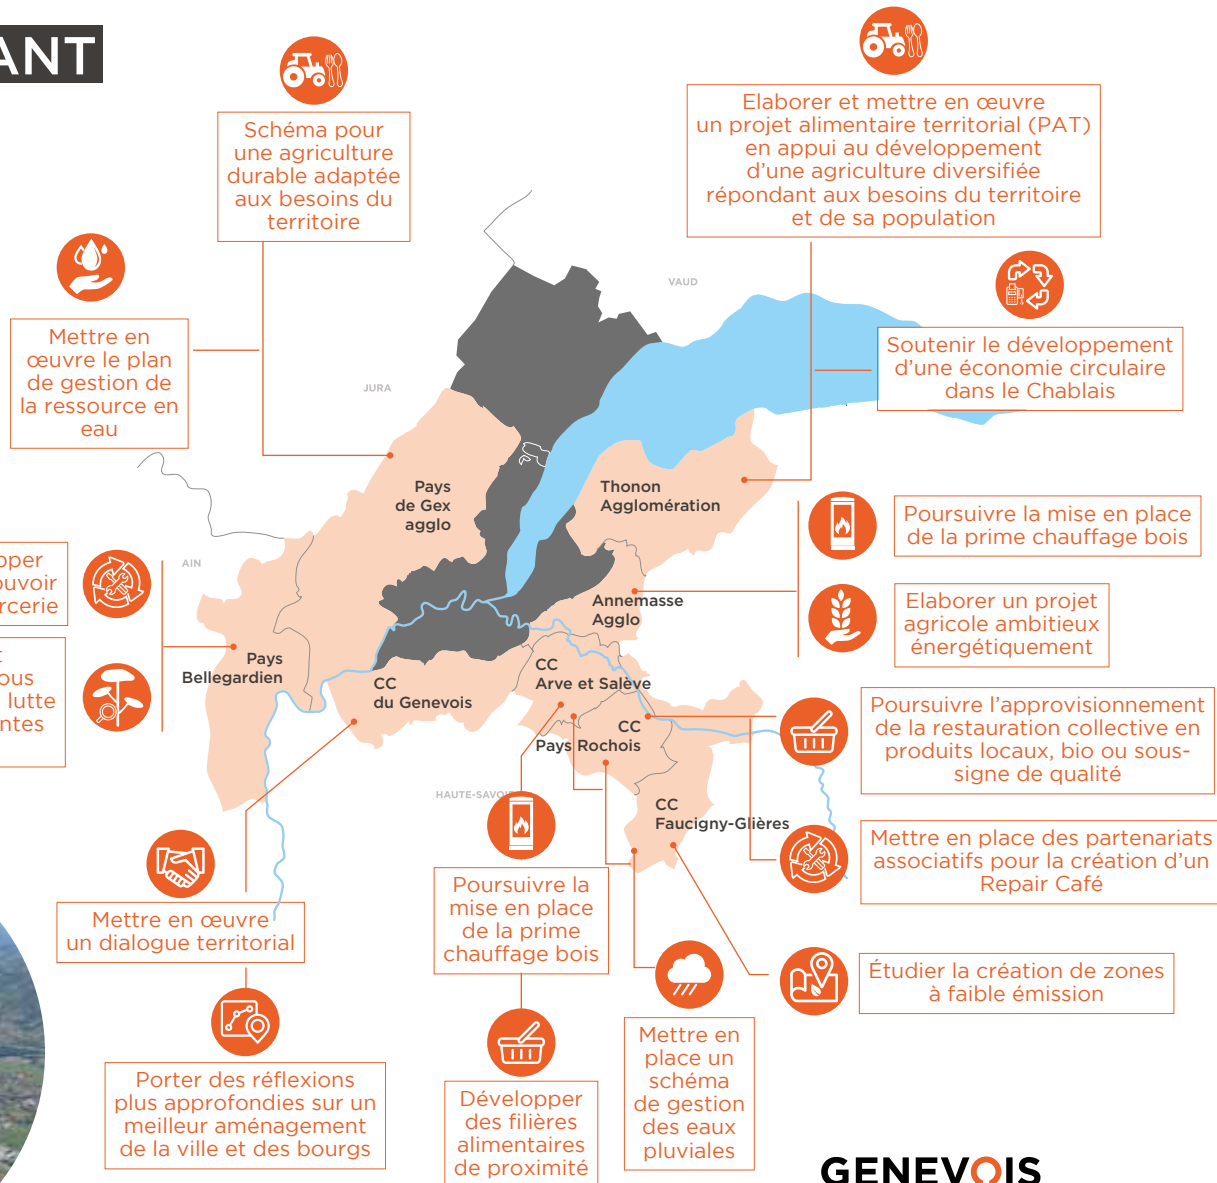 ANT
Schéma pour
une agriculture
durable adaptée
aux besoins du
territoire
Elaborer et mettre en œuvre
un projet alimentaire territorial (PAT)
en appui au développement
d'une agriculture diversifiée
répondant aux besoins du territoire
et de sa population
Mettre en
œuvre le plan
de gestion de
la ressource en
eau
VAUD
Soutenir le développement
d'une économie circulaire
dans le Chablais
JURA
Pays
de Gex
agglo
Thonon
Agglomération
Poursuivre la mise en place
de la prime chauffage bois
AIN
Annemasse
Agglo
Elaborer un projet
agricole ambitieux
énergétiquement
pper
ouvoir
rcerie
ous
lutte
ntes
Pays
Bellegardien
CC
du Genevois
CC
Arve et Salève
CC
Pays Rochois
Poursuivre l'approvisionnement
de la restauration collective en
produits locaux, bio ou sous-
signe de qualité
HAUTE-SAVOIE
CC
Faucigny-Glières
Mettre en place des partenariats
associatifs pour la création d'un
Repair Café
Mettre en œuvre
un dialogue territorial
Poursuivre la
mise en place
de la prime
chauffage bois
Étudier la création de zones
à faible émission
Porter des réflexions
plus approfondies sur un
meilleur aménagement
de la ville et des bourgs
Développer
des filières
alimentaires
de proximité
Mettre en
place un
schéma
de gestion
des eaux
pluviales
GENEVOIS